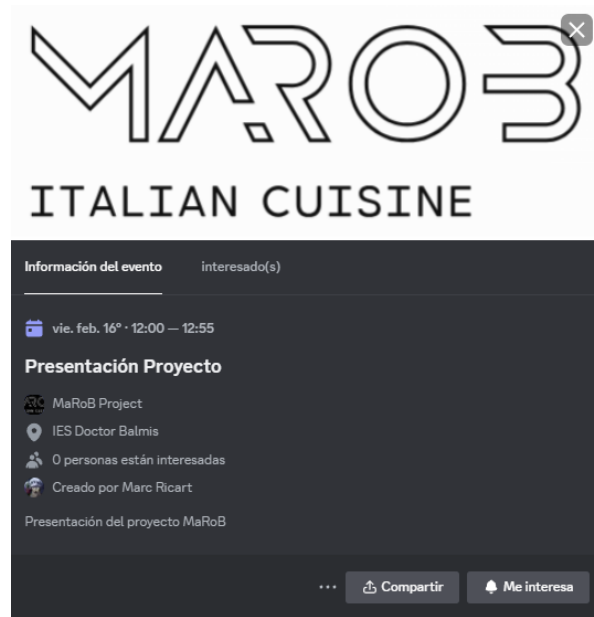 MAROB
ITALIAN CUISINE
Información del evento interesado(s)
vie. feb. 16º · 12:00 — 12:55
Presentación Proyecto
MaRoB Project
IES Doctor Balmis
0 personas están interesadas
Creado por Marc Ricart
Presentación del proyecto MaRoB
Compartir Me interesa